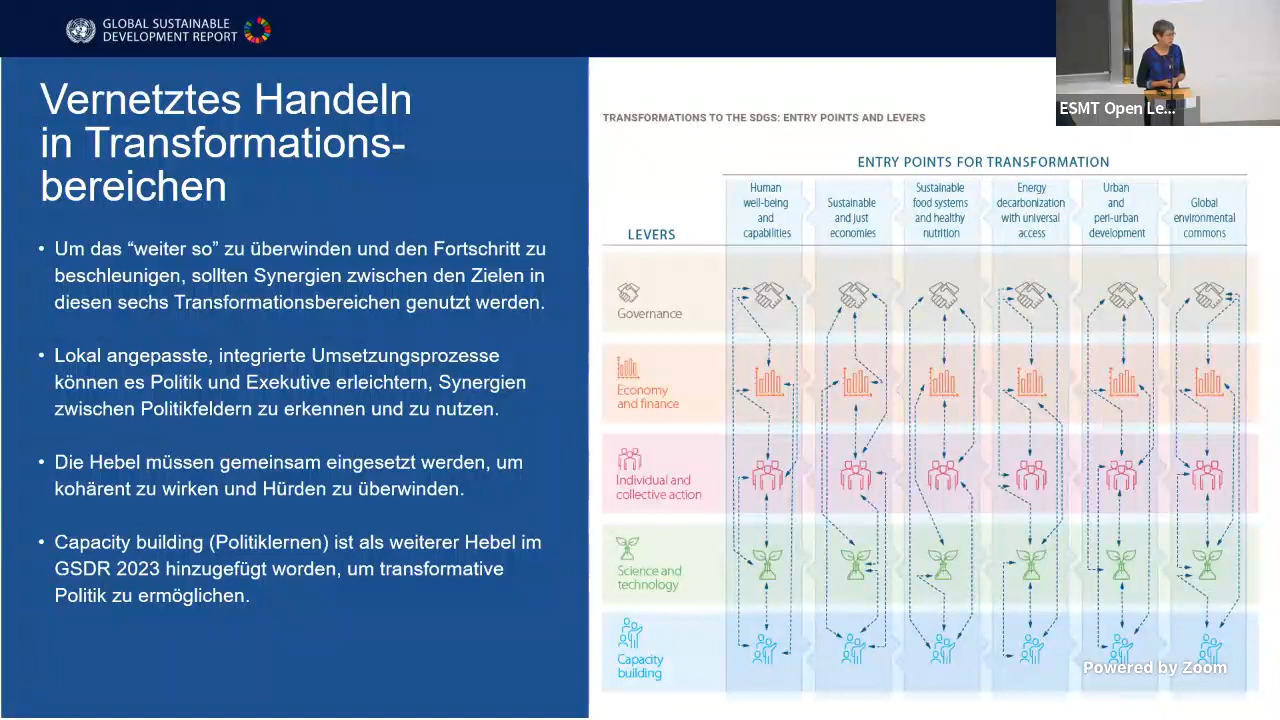 GLOBAL SUSTAINABLE
DEVELOPMENT REPORT
ESMT Open Le...
Vernetztes Handeln
in Transformations-
bereichen
• Um das “weiter so” zu überwinden und den Fortschritt zu
beschleunigen, sollten Synergien zwischen den Zielen in
diesen sechs Transformationsbereichen genutzt werden.
• Lokal angepasste, integrierte Umsetzungsprozesse
können es Politik und Exekutive erleichtern, Synergien
zwischen Politikfeldern zu erkennen und zu nutzen.
• Die Hebel müssen gemeinsam eingesetzt werden, um
kohärent zu wirken und Hürden zu überwinden.
• Capacity building (Politiklernen) ist als weiterer Hebel im
GSDR 2023 hinzugefügt worden, um transformative
Politik zu ermöglichen.
TRANSFORMATIONS TO THE SDGS: ENTRY POINTS AND LEVERS
ENTRY POINTS FOR TRANSFORMATION
LEVERS
Human
well-being
and
capabilities
Sustainable
and just
economies
Sustainable
food systems
and healthy
nutrition
Energy
decarbonization
with universal
access
Urban
and
peri-urban
development
Global
environmental
commons
Governance
Economy
and finance
Individual and
collective action
Science and
technology
Capacity
building
Powered by Zoom